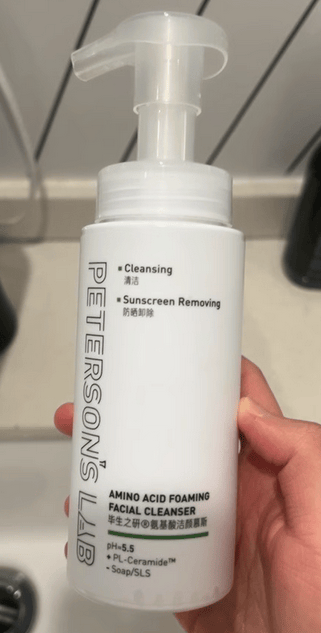 PETERSON'S LAB™
▪ Cleansing
清洁
▪ Sunscreen Removing
防晒卸除
AMINO ACID FOAMING
FACIAL CLEANSER
毕生之研®氨基酸洁颜慕斯
pH≈5.5
• PL-Ceramide™
- Soap/SLS